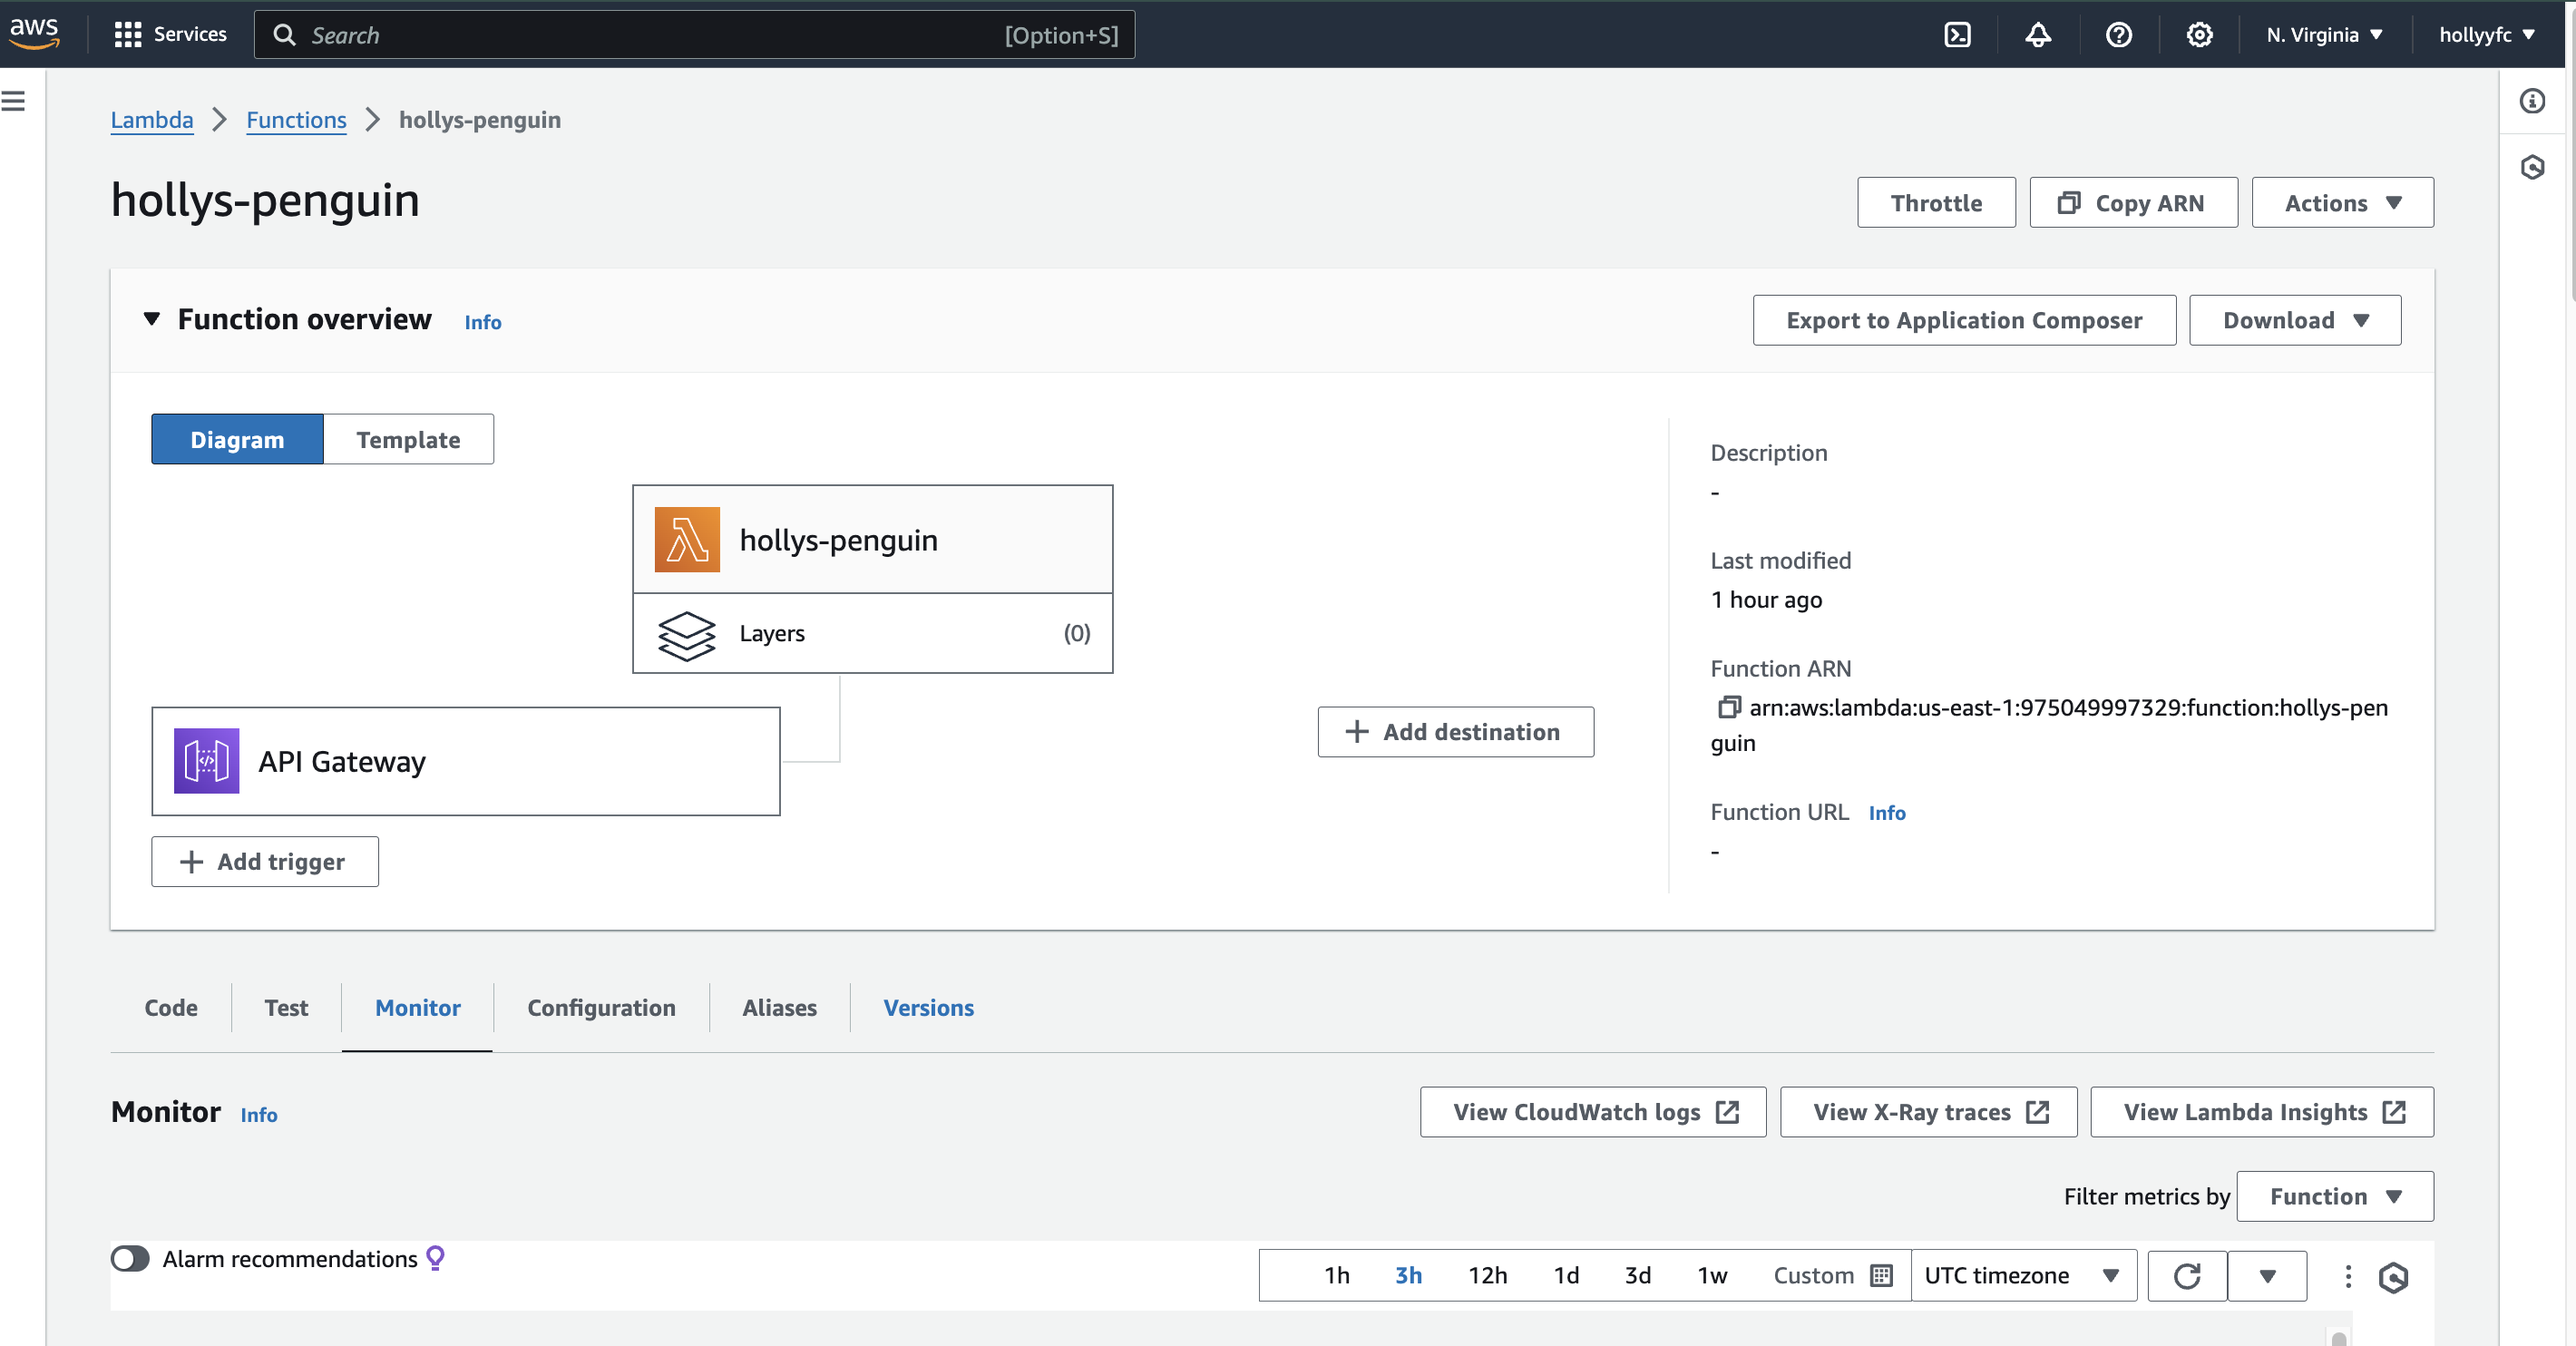 aws Services Search [Option+S] N. Virginia hollyyfc
Lambda Functions hollys-penguin
hollys-penguin
Throttle Copy ARN Actions
Function overview Info
Export to Application Composer Download
Diagram Template
hollys-penguin
Layers (0)
API Gateway
Add trigger
Add destination
Description
-
Last modified
1 hour ago
Function ARN
arn:aws:lambda:us-east-1:975049997329:function:hollys-pen
guin
Function URL Info
-
Code Test Monitor Configuration Aliases Versions
Monitor Info
View CloudWatch logs View X-Ray traces View Lambda Insights
Filter metrics by Function
Alarm recommendations
1h 3h 12h 1d 3d 1w Custom UTC timezone